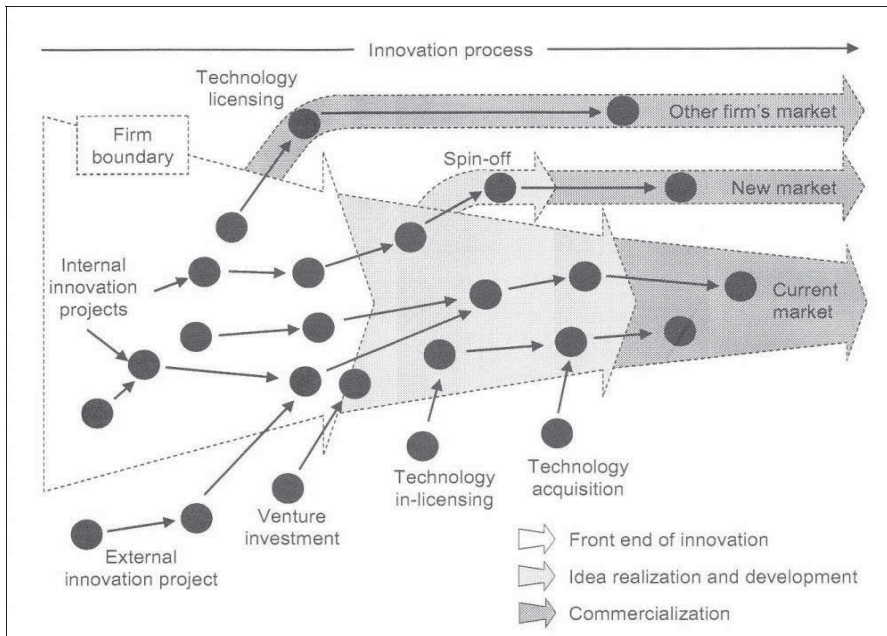 Innovation process
Technology
licensing
Other firm's market
Firm
boundary
Spin-off
New market
Internal
innovation
projects
Current
market
Technology
in-licensing
Technology
acquisition
Venture
investment
External
innovation project
Front end of innovation
Idea realization and development
Commercialization